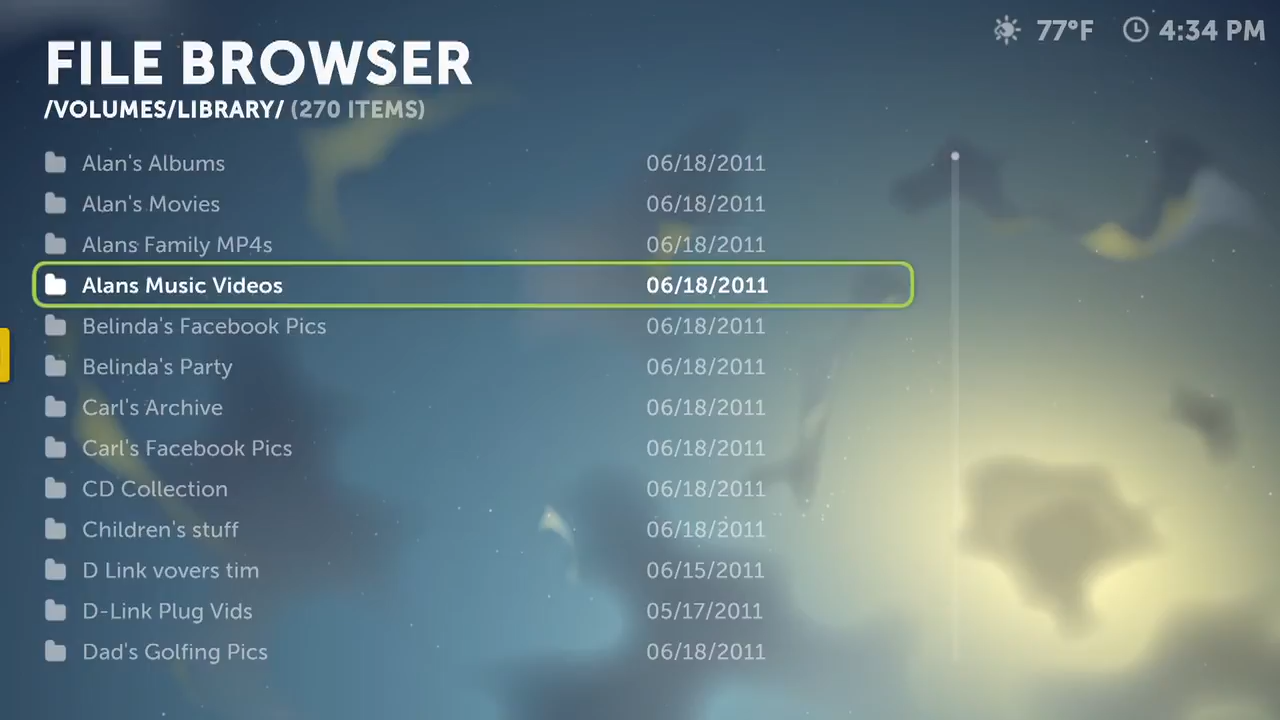 77°F 4:34 PM
FILE BROWSER
/VOLUMES/LIBRARY/ (270 ITEMS)
Alan's Albums 06/18/2011
Alan's Movies 06/18/2011
Alans Family MP4s 06/18/2011
Alans Music Videos 06/18/2011
Belinda's Facebook Pics 06/18/2011
Belinda's Party 06/18/2011
Carl's Archive 06/18/2011
Carl's Facebook Pics 06/18/2011
CD Collection 06/18/2011
Children's stuff 06/18/2011
D Link vovers tim 06/15/2011
D-Link Plug Vids 05/17/2011
Dad's Golfing Pics 06/18/2011